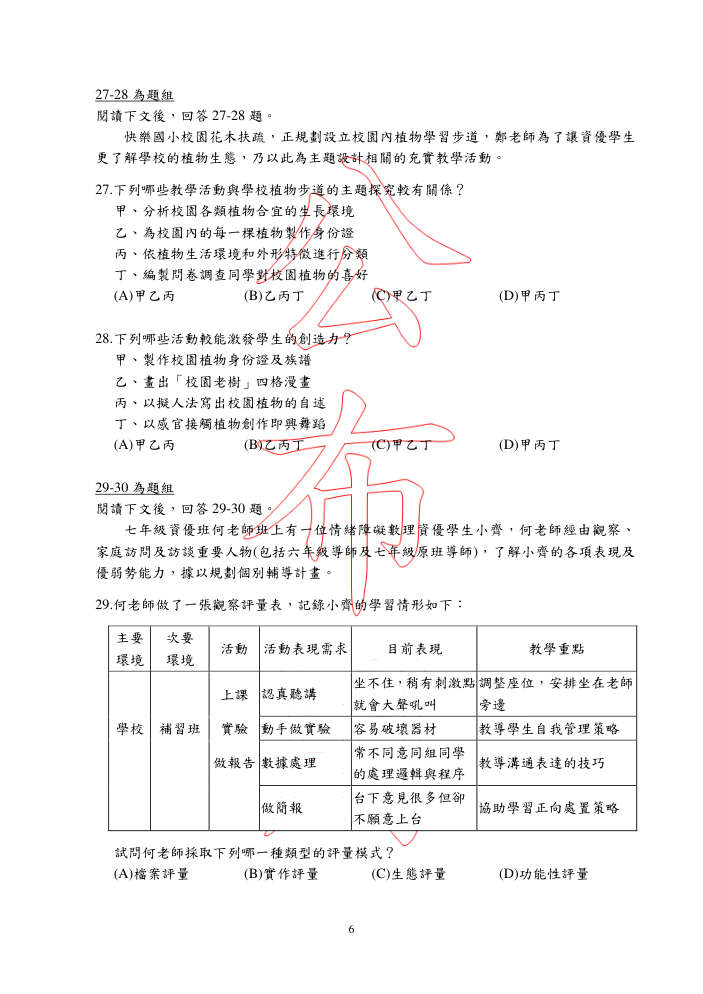 27-28 為題組
閱讀下文後，回答 27-28 題。
快樂國小校園花木扶疏，正規劃設立校園內植物學習步道，鄭老師為了讓資優學生
更了解學校的植物生態，乃以此為主題設計相關的充實教學活動。
27.下列哪些教學活動與學校植物步道的主題探究較有關係？
甲、分析校園各類植物合宜的生長環境
乙、為校園內的每一棵植物製作身份證
丙、依植物生活環境和外形特徵進行分類
丁、編製問卷調查同學對校園植物的喜好
(A)甲乙丙 (B)乙丙丁 (C)甲乙丁 (D)甲丙丁
28.下列哪些活動較能激發學生的創造力？
甲、製作校園植物身份證及族譜
乙、畫出「校園老樹」四格漫畫
丙、以擬人法寫出校園植物的自述
丁、以感官接觸植物創作即興舞蹈
(A)甲乙丙 (B)乙丙丁 (C)甲乙丁 (D)甲丙丁
29-30 為題組
閱讀下文後，回答 29-30 題。
七年級資優班何老師班上有一位情緒障礙數理資優學生小齊，何老師經由觀察、
家庭訪問及訪談重要人物(包括六年級導師及七年級原班導師)，了解小齊的各項表現及
優弱勢能力，據以規劃個別輔導計畫。
29.何老師做了一張觀察評量表，記錄小齊的學習情形如下：
主要 次要
環境 環境 活動 活動表現需求 目前表現 教學重點
上課 認真聽講 坐不住，稍有刺激點 調整座位，安排坐在老師
就會大聲吼叫 旁邊
學校 補習班 實驗 動手做實驗 容易破壞器材 教導學生自我管理策略
做報告 數據處理 常不同意同組同學 教導溝通表達的技巧
的處理邏輯與程序
做簡報 台下意見很多但卻 協助學習正向處置策略
不願意上台
試問何老師採取下列哪一種類型的評量模式？
(A)檔案評量 (B)實作評量 (C)生態評量 (D)功能性評量
6
公
布